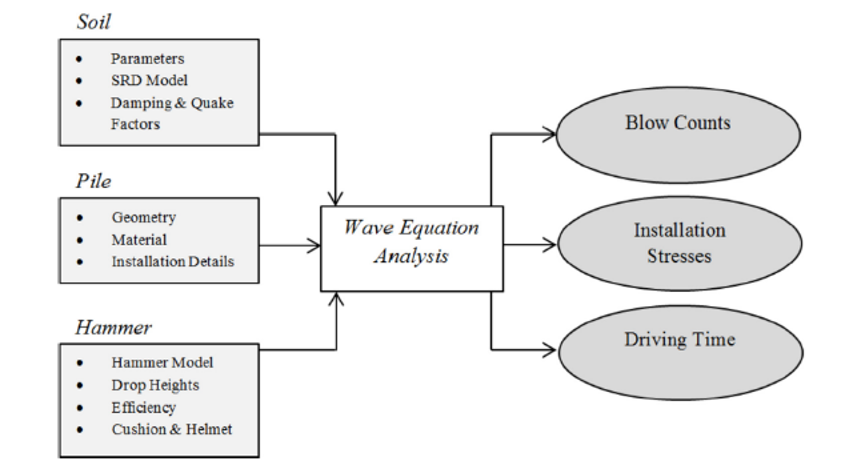 Soil
• Parameters
• SRD Model
• Damping & Quake
Factors
Pile
• Geometry
• Material
• Installation Details
Hammer
• Hammer Model
• Drop Heights
• Efficiency
• Cushion & Helmet
Wave Equation
Analysis
Blow Counts
Installation
Stresses
Driving Time